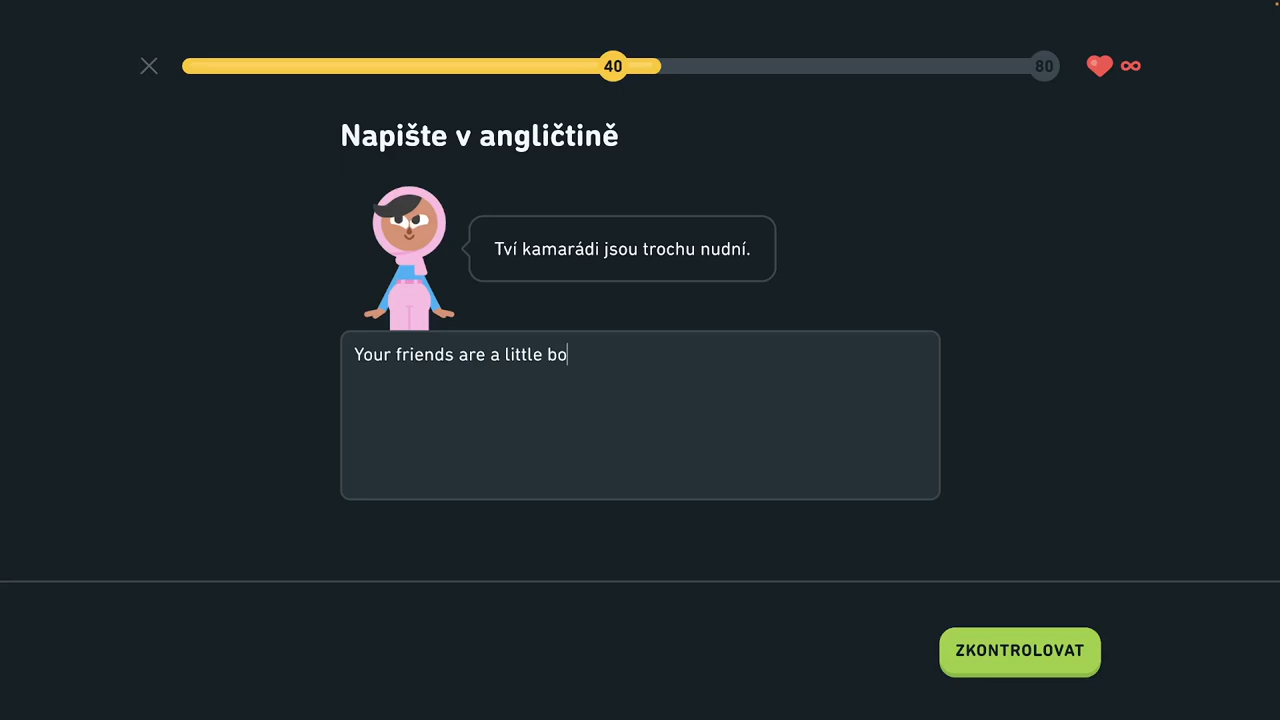 40
80
∞
Napište v angličtině
Tví kamarádi jsou trochu nudní.
Your friends are a little bo
ZKONTROLOVAT